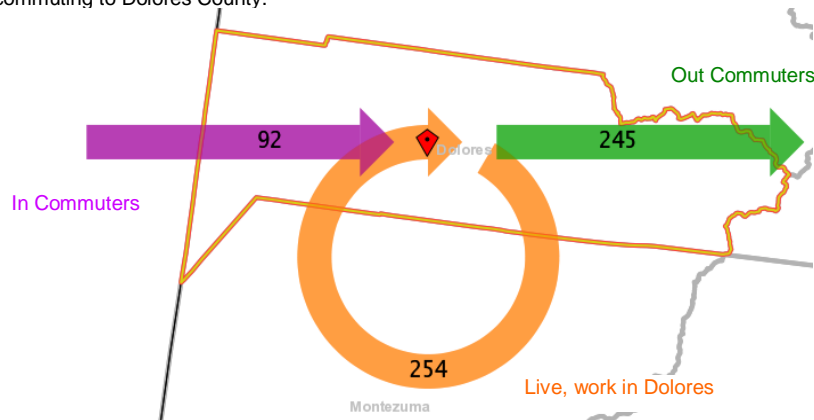 commuting to Dolores County.
Out Commuters
92
245
Dolores
In Commuters
254
Live, work in Dolores
Montezuma